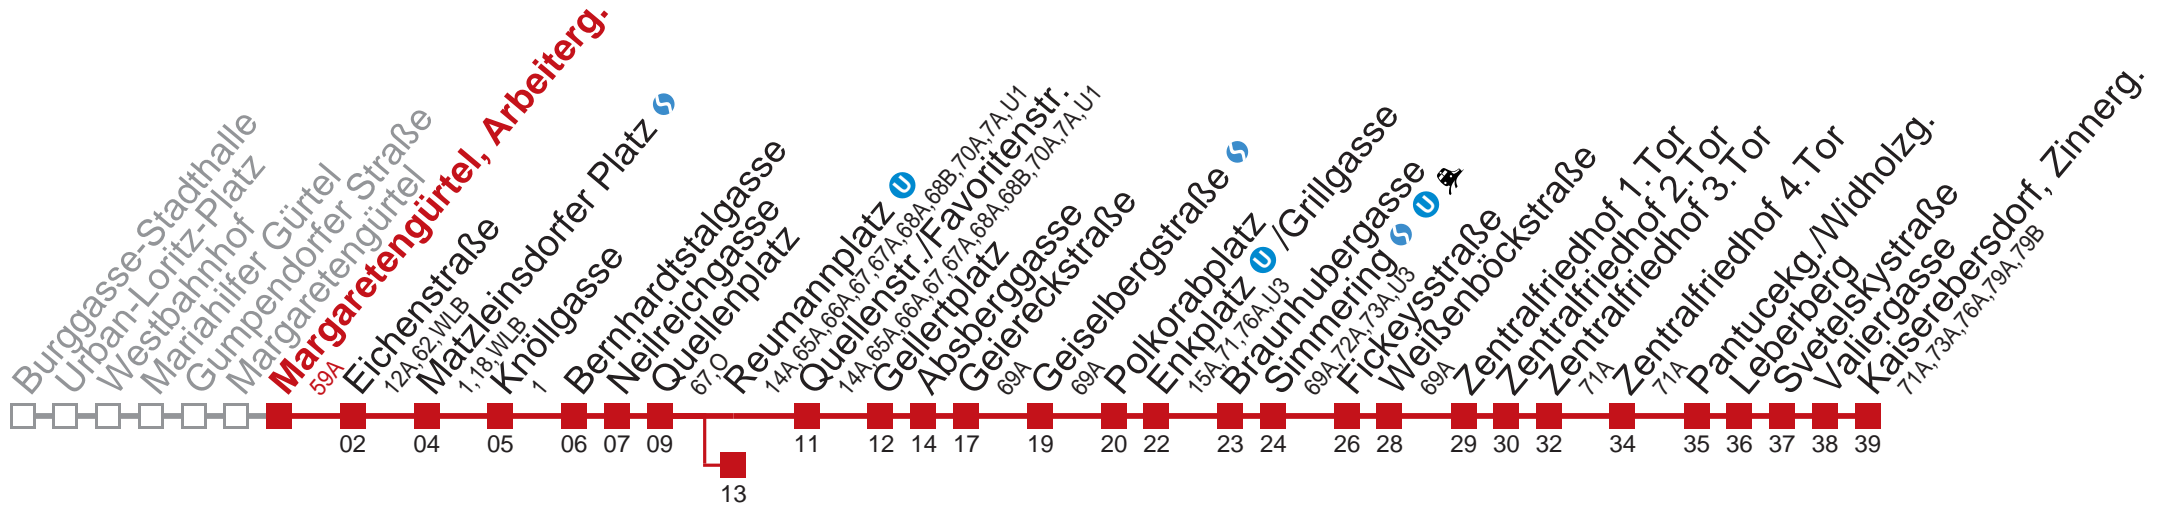 Burggasse-Stadthalle
Urban-Loritz-Platz
Westbahnhof
Mariahilfer Gürtel
Gumpendorfer Straße
Margaretengürtel
Margaretengürtel, Arbeiterg.
59A
Eichenstraße
12A,62,WLB
Matzleinsdorfer Platz S
1,18,WLB
Knöllgasse
1
Bernhardtstalgasse
Neilreichgasse
Quellenplatz
67,O
Reumannplatz U
14A,65A,66A,67,67A,68A,68B,70A,7A,U1
Quellenstr./Favoritenstr.
14A,65A,66A,67,67A,68A,68B,70A,7A,U1
Gellertplatz
Absberggasse
Geiereckstraße
69A
Geiselbergstraße S
69A
Polkorabplatz
Enkplatz U /Grillgasse
15A,71,76A,U3
Braunhubergasse
Simmering S U
69A,72A,73A,U3
Fickeysstraße
Weißenböckstraße
69A
Zentralfriedhof 1.Tor
Zentralfriedhof 2.Tor
Zentralfriedhof 3.Tor
71A
Zentralfriedhof 4.Tor
71A
Pantucekg./Widholzg.
Leberberg
Svetelskystraße
Valiergasse
Kaiserebersdorf, Zinnerg.
71A,73A,76A,79A,79B
02 04 05 06 07 09 11 12 14 17 19 20 22 23 24 26 28 29 30 32 34 35 36 37 38 39
13